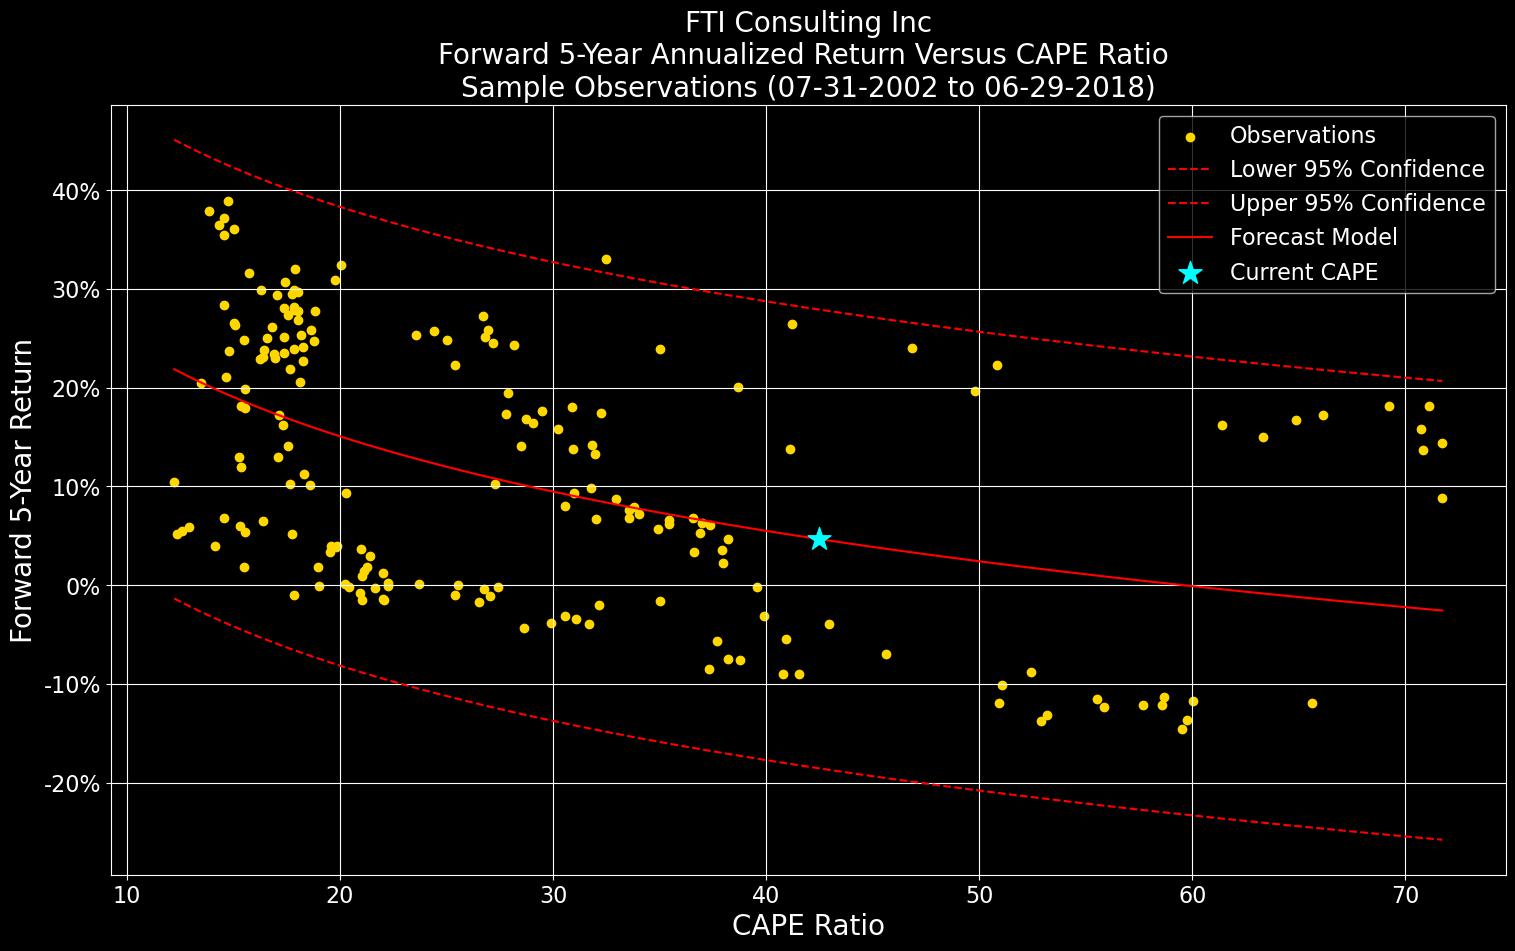 FTI Consulting Inc
Forward 5-Year Annualized Return Versus CAPE Ratio
Sample Observations (07-31-2002 to 06-29-2018)
Observations
Lower 95% Confidence
Upper 95% Confidence
Forecast Model
Current CAPE
Forward 5-Year Return
40%
30%
20%
10%
0%
-10%
-20%
10 20 30 40 50 60 70
CAPE Ratio